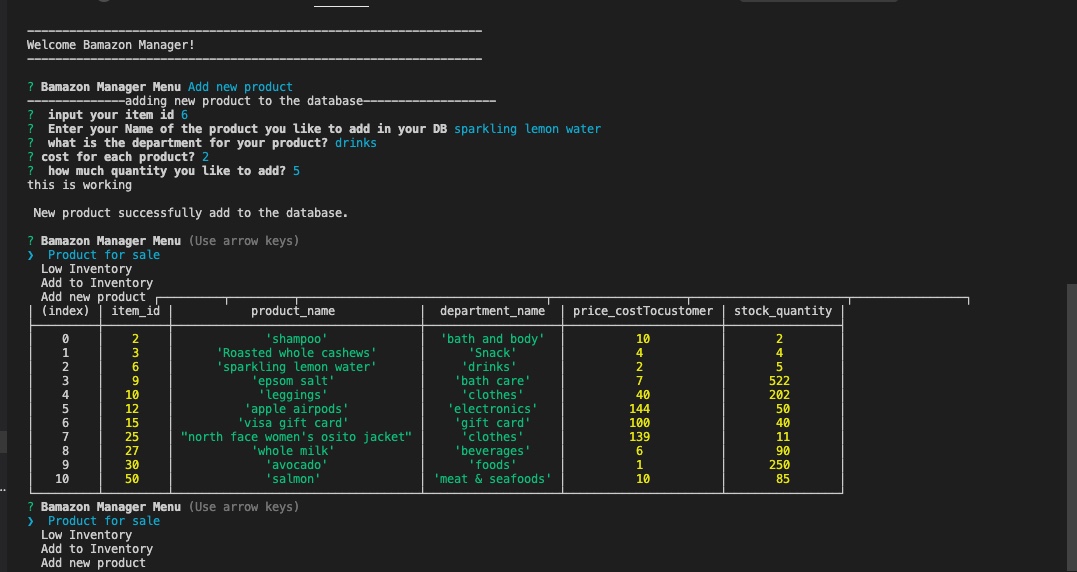 Welcome Bamazon Manager!
? Bamazon Manager Menu Add new product
--------------adding new product to the database-------------------
? input your item id 6
? Enter your Name of the product you like to add in your DB sparkling lemon water
? what is the department for your product? drinks
? cost for each product? 2
? how much quantity you like to add? 5
this is working
New product successfully add to the database.
? Bamazon Manager Menu (Use arrow keys)
❯ Product for sale
Low Inventory
Add to Inventory
Add new product
(index) item_id product_name department_name price_costTocustomer stock_quantity
0 2 'shampoo' 'bath and body' 10 2
1 3 'Roasted whole cashews' 'Snack' 4 4
2 6 'sparkling lemon water' 'drinks' 2 5
3 9 'epsom salt' 'bath care' 7 522
4 10 'leggings' 'clothes' 40 202
5 12 'apple airpods' 'electronics' 144 50
6 15 'visa gift card' 'gift card' 100 40
7 25 "north face women's osito jacket" 'clothes' 139 11
8 27 'whole milk' 'beverages' 6 90
9 30 'avocado' 'foods' 1 250
10 50 'salmon' 'meat & seafoods' 10 85
? Bamazon Manager Menu (Use arrow keys)
❯ Product for sale
Low Inventory
Add to Inventory
Add new product